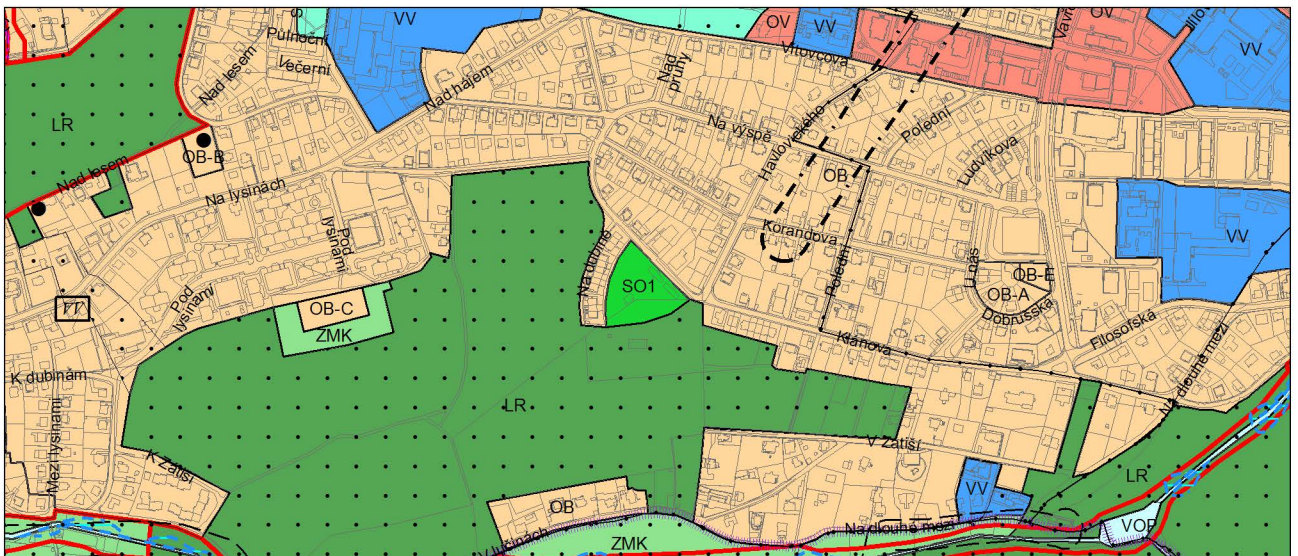 OV
VV
OV
VV
Půlnoční
Večerní
Nad lesem
Nad hájem
Nad pruhy
Vítovcova
LR
OB-B
Nad lesem
Na lysinách
Na výspě
Havlovického
Polední
Ludvíkova
OB
VV
VV
Pod lysinami
Pod lysinami
Na dubině
SO1
Korandova
Polední
U nás
OB-E
OB-A
Dobrušská
Filosofská
Na dlouhé mezi
VV
OB-C
ZMK
Klánova
K dubinám
LR
Mezi lysinami
K Zátiší
V Zátiší
VV
LR
OB
V jirchářích
Na dlouhé mezi
ZMK
VOP